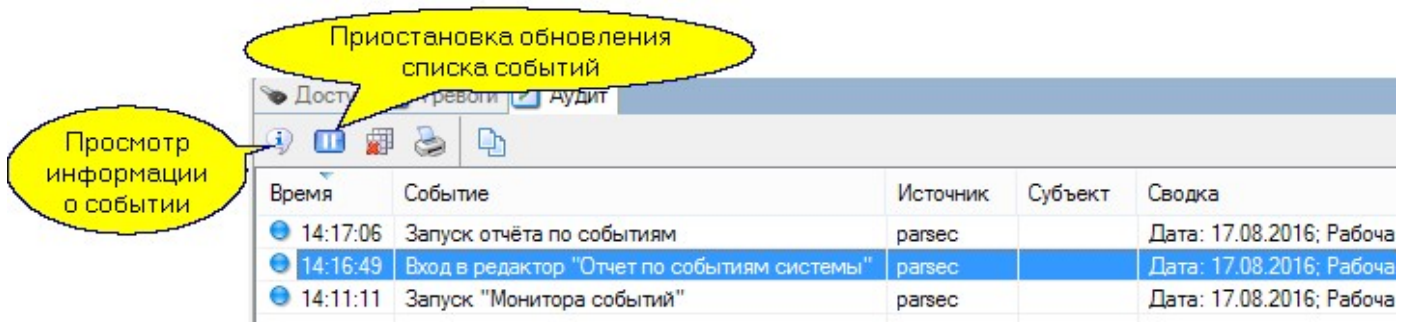 Приостановка обновления
списка событий
Просмотр
информации
о событии
Досту Тревоги Аудит
Время Событие Источник Субъект Сводка
14:17:06 Запуск отчёта по событиям parsec Дата: 17.08.2016; Рабоча
14:16:49 Вход в редактор "Отчет по событиям системы" parsec Дата: 17.08.2016; Рабоча
14:11:11 Запуск "Монитора событий" parsec Дата: 17.08.2016; Рабоча